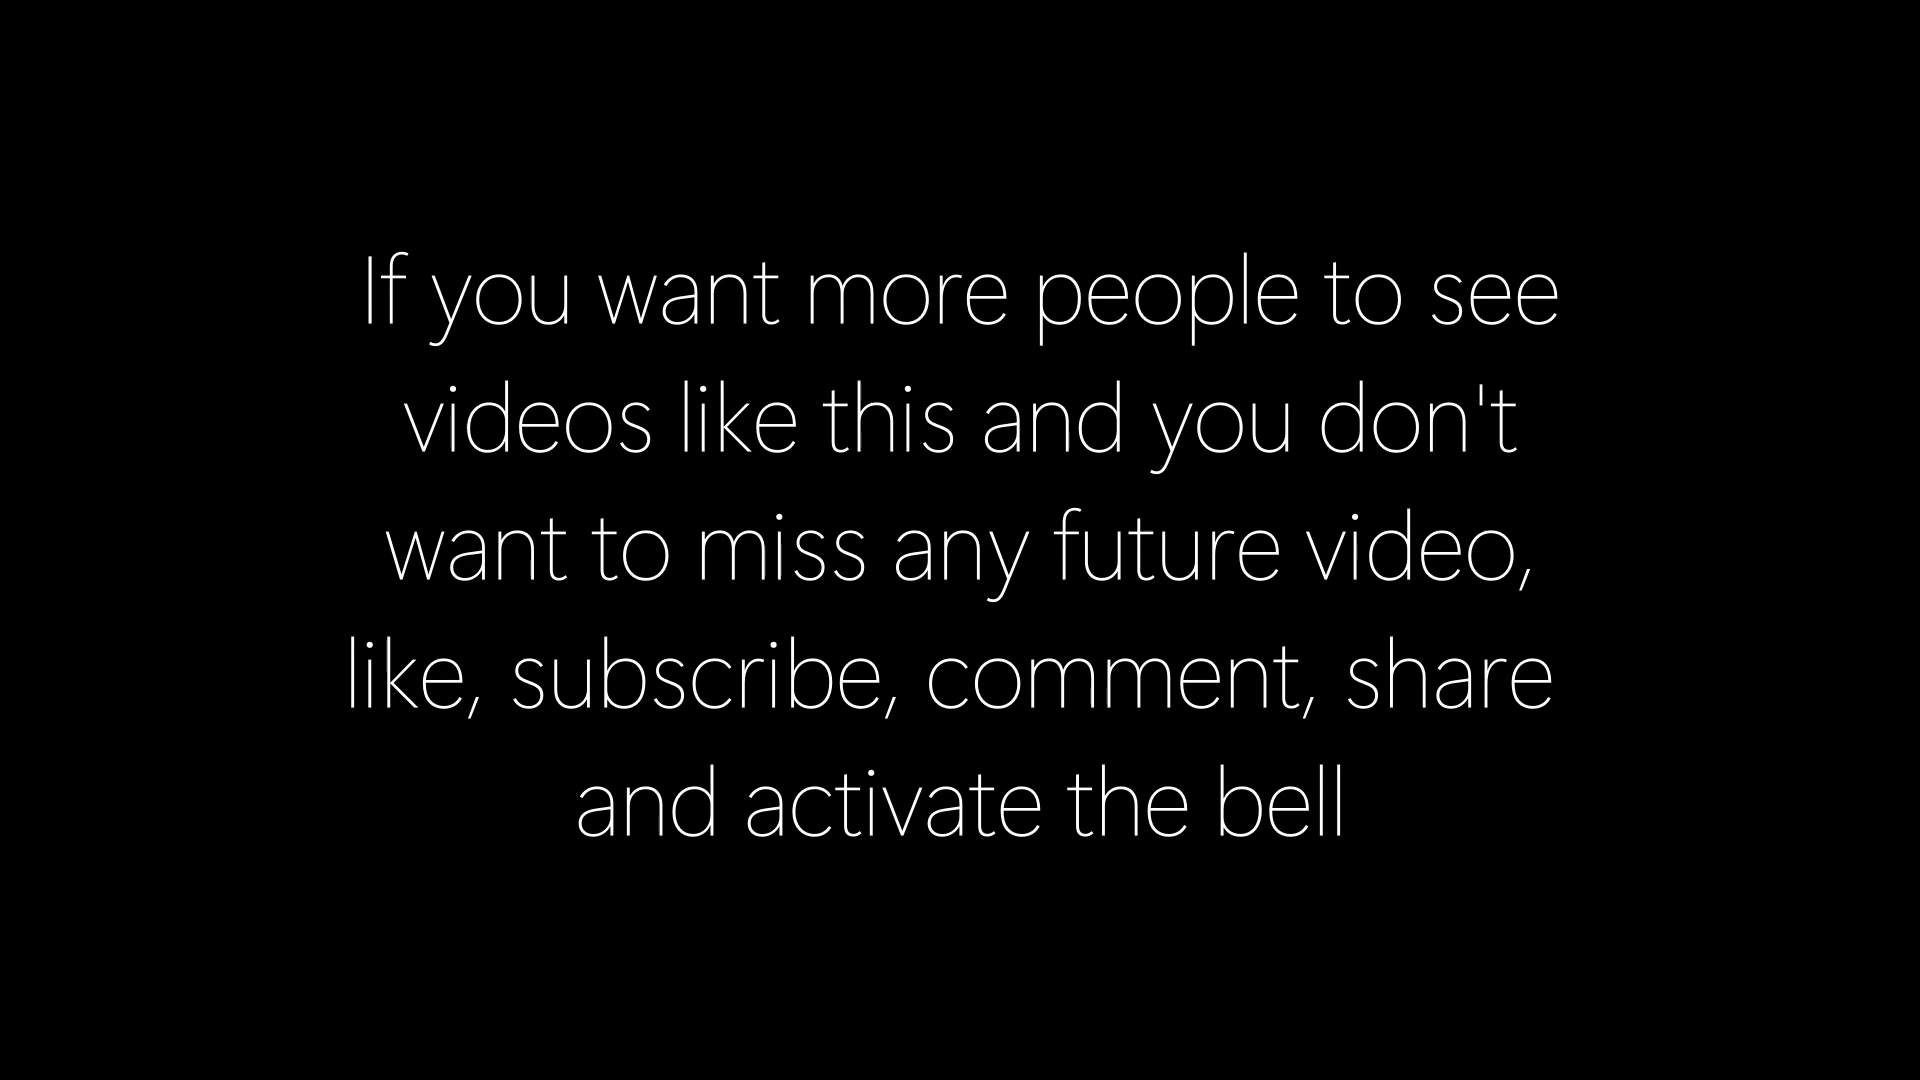 If you want more people to see
videos like this and you don't
want to miss any future video,
like, subscribe, comment, share
and activate the bell